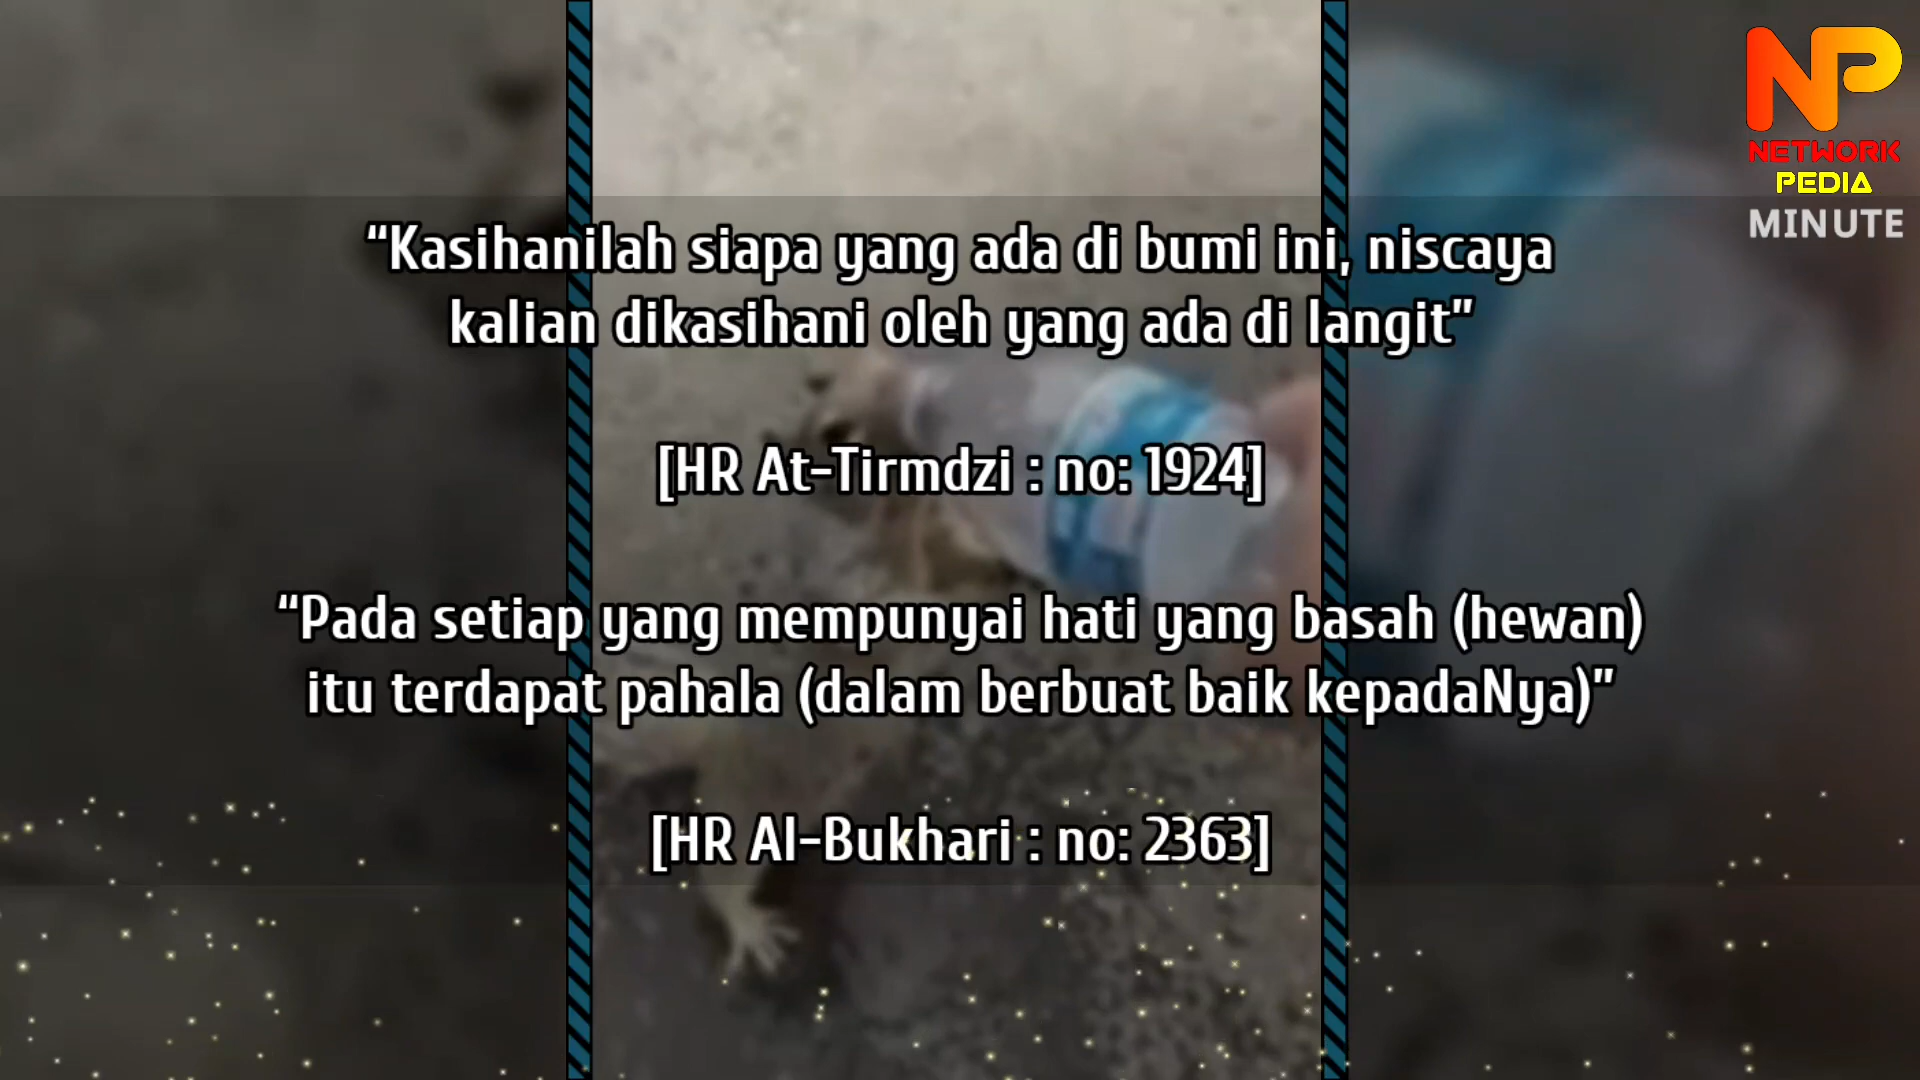 NP
NETWORK
PEDIA
MINUTE
“Kasihanilah siapa yang ada di bumi ini, niscaya
kalian dikasihani oleh yang ada di langit”
[HR At-Tirmdzi : no: 1924]
“Pada setiap yang mempunyai hati yang basah (hewan)
itu terdapat pahala (dalam berbuat baik kepadaNya)”
[HR Al-Bukhari : no: 2363]